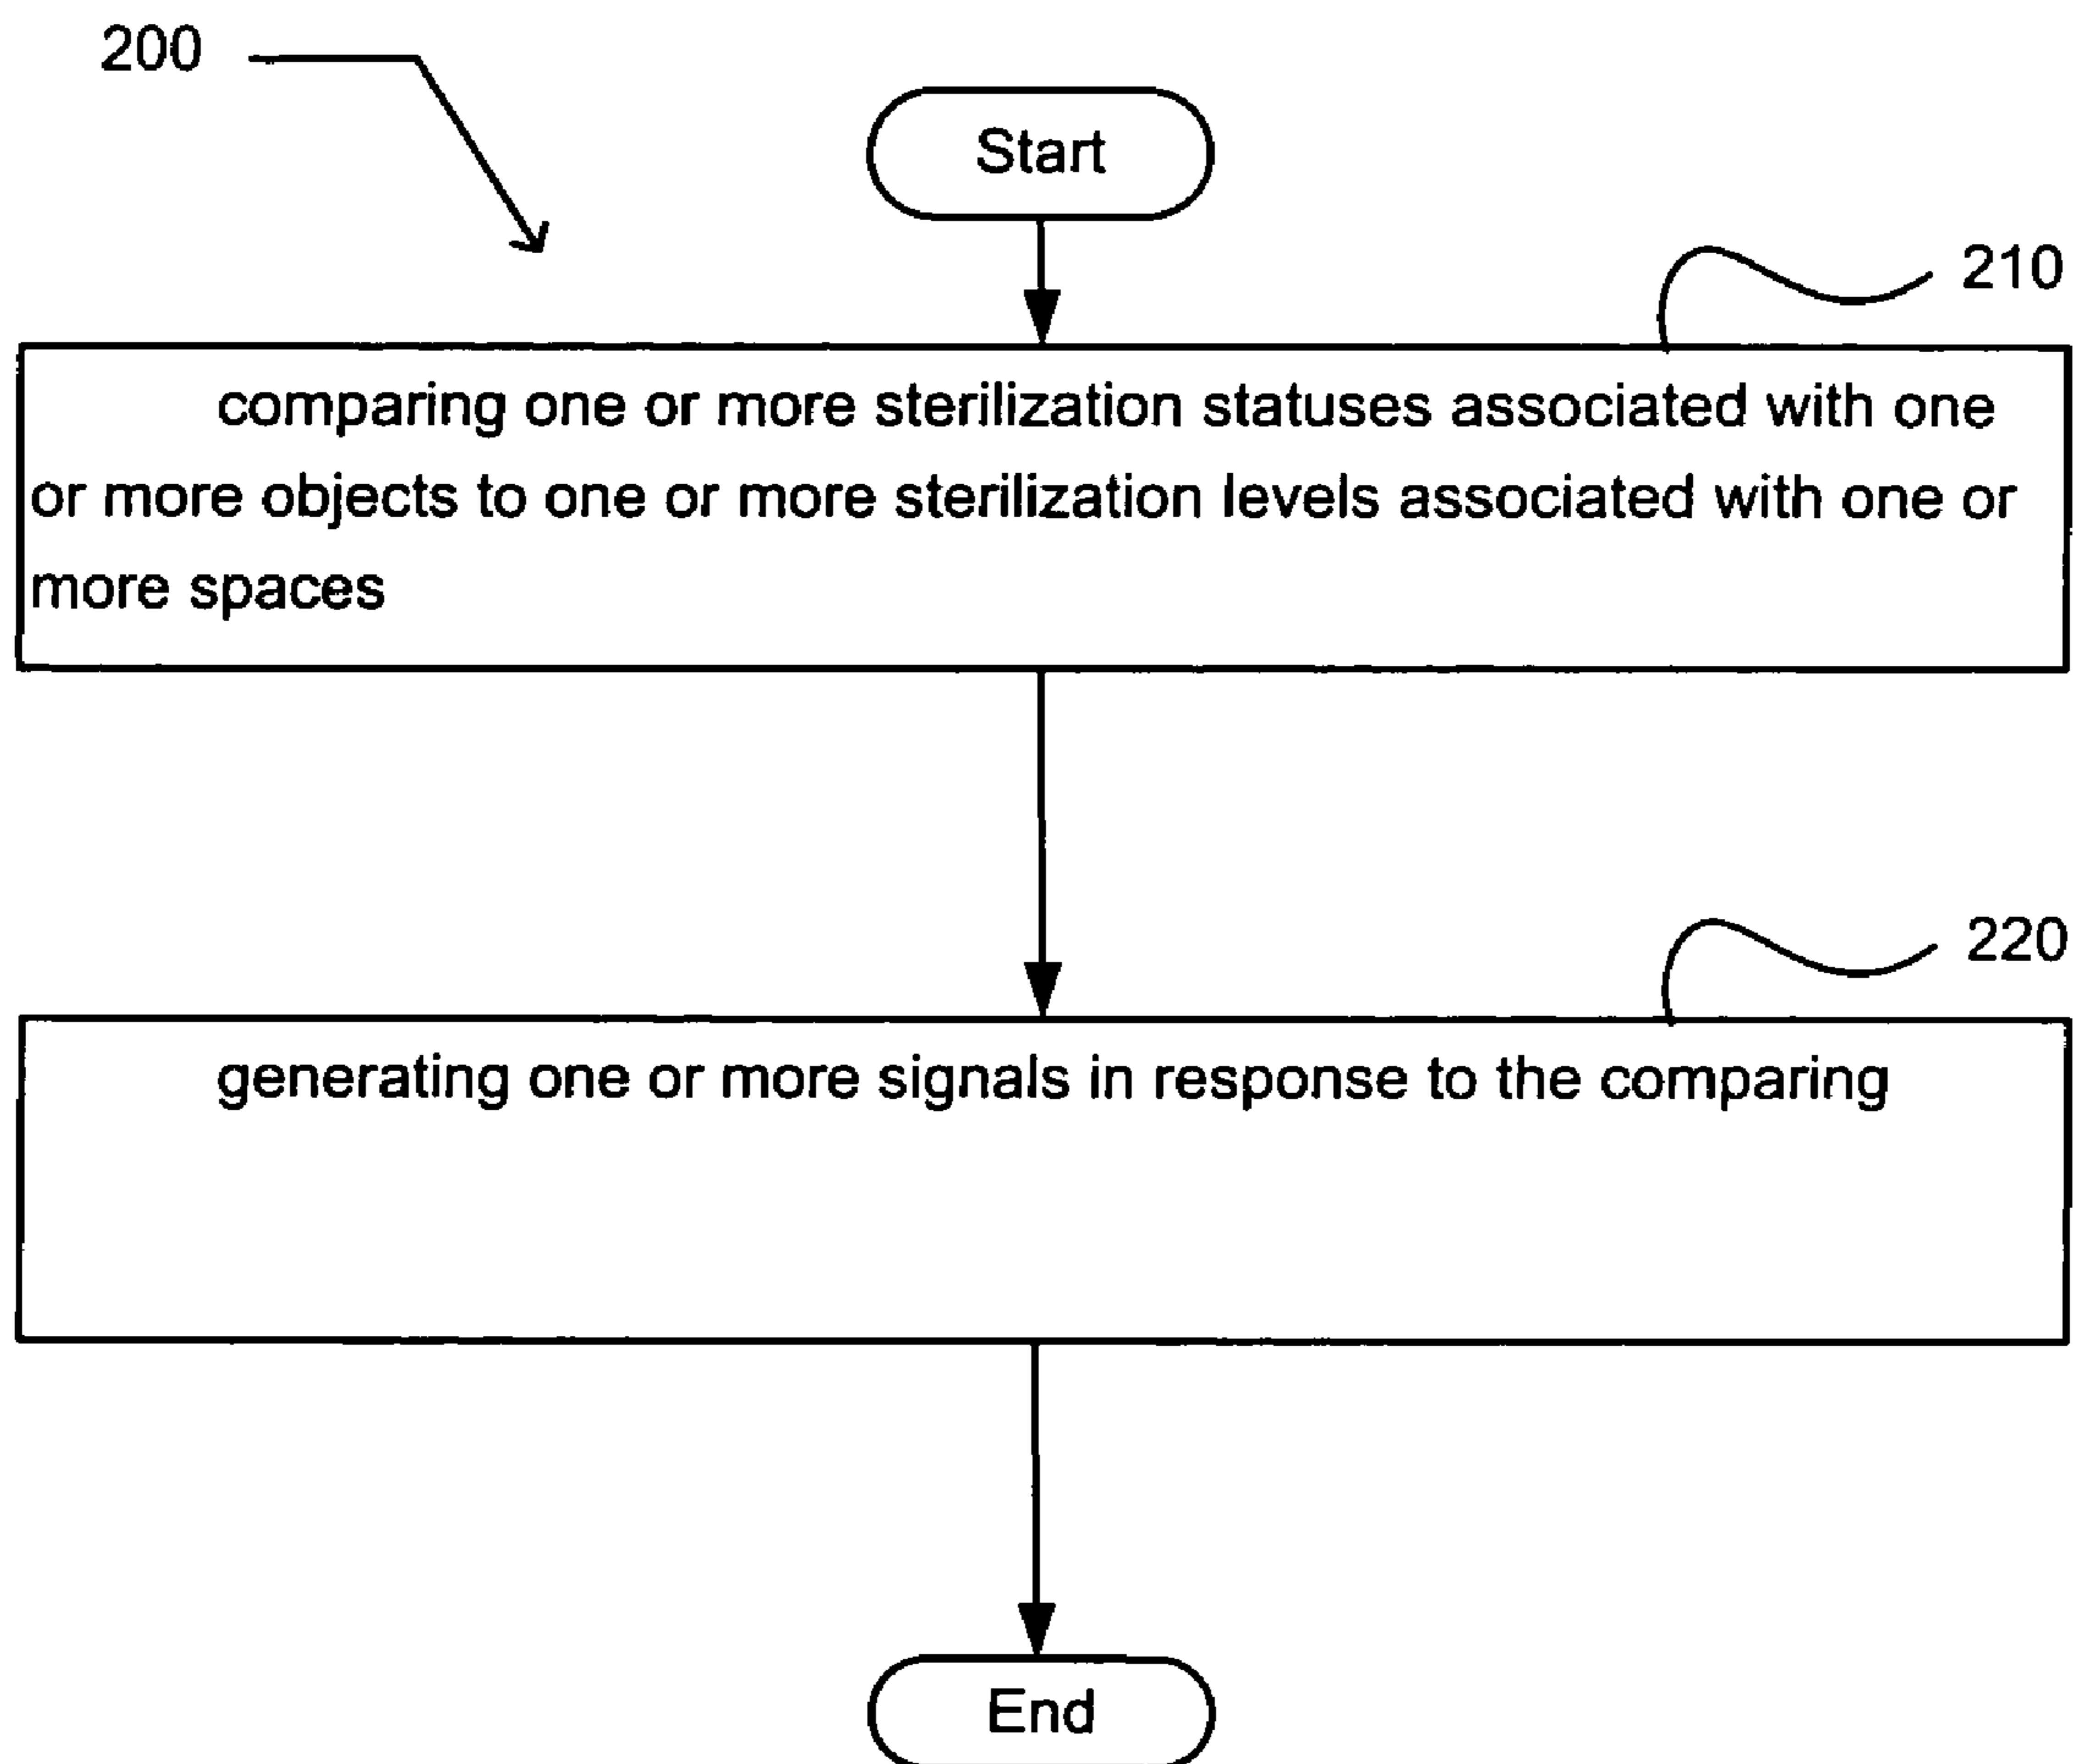 200
Start
210
comparing one or more sterilization statuses associated with one
or more objects to one or more sterilization levels associated with one or
more spaces
220
generating one or more signals in response to the comparing
End